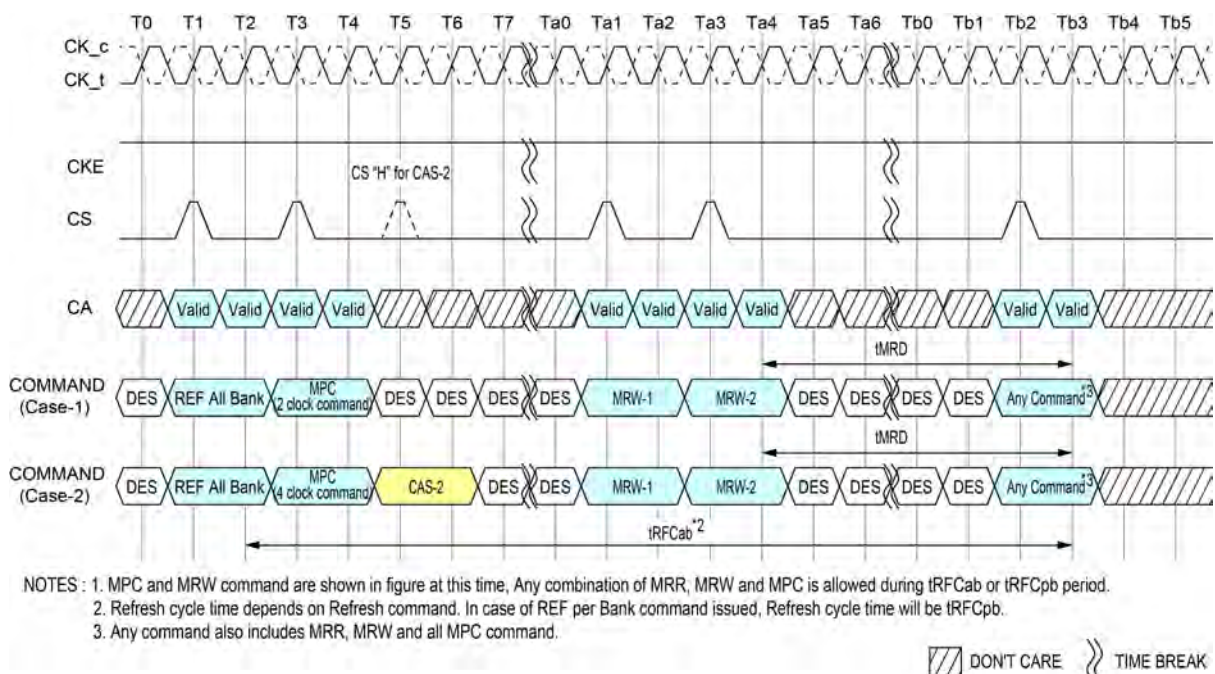 T0 T1 T2 T3 T4 T5 T6 T7 Ta0 Ta1 Ta2 Ta3 Ta4 Ta5 Ta6 Tb0 Tb1 Tb2 Tb3 Tb4 Tb5
CK_c
CK_t
CKE
CS "H" for CAS-2
CS
CA Valid Valid Valid Valid Valid Valid Valid Valid Valid Valid
tMRD
COMMAND
(Case-1)
DES REF All Bank MPC (2 clock command) DES DES DES DES MRW-1 MRW-2 DES DES DES DES Any Command*3
tMRD
COMMAND
(Case-2)
DES REF All Bank MPC (4 clock command) CAS-2 DES DES MRW-1 MRW-2 DES DES DES DES Any Command*3
tRFCab*2
NOTES : 1. MPC and MRW command are shown in figure at this time, Any combination of MRR, MRW and MPC is allowed during tRFCab or tRFCpb period.
2. Refresh cycle time depends on Refresh command. In case of REF per Bank command issued, Refresh cycle time will be tRFCpb.
3. Any command also includes MRR, MRW and all MPC command.
DON'T CARE TIME BREAK